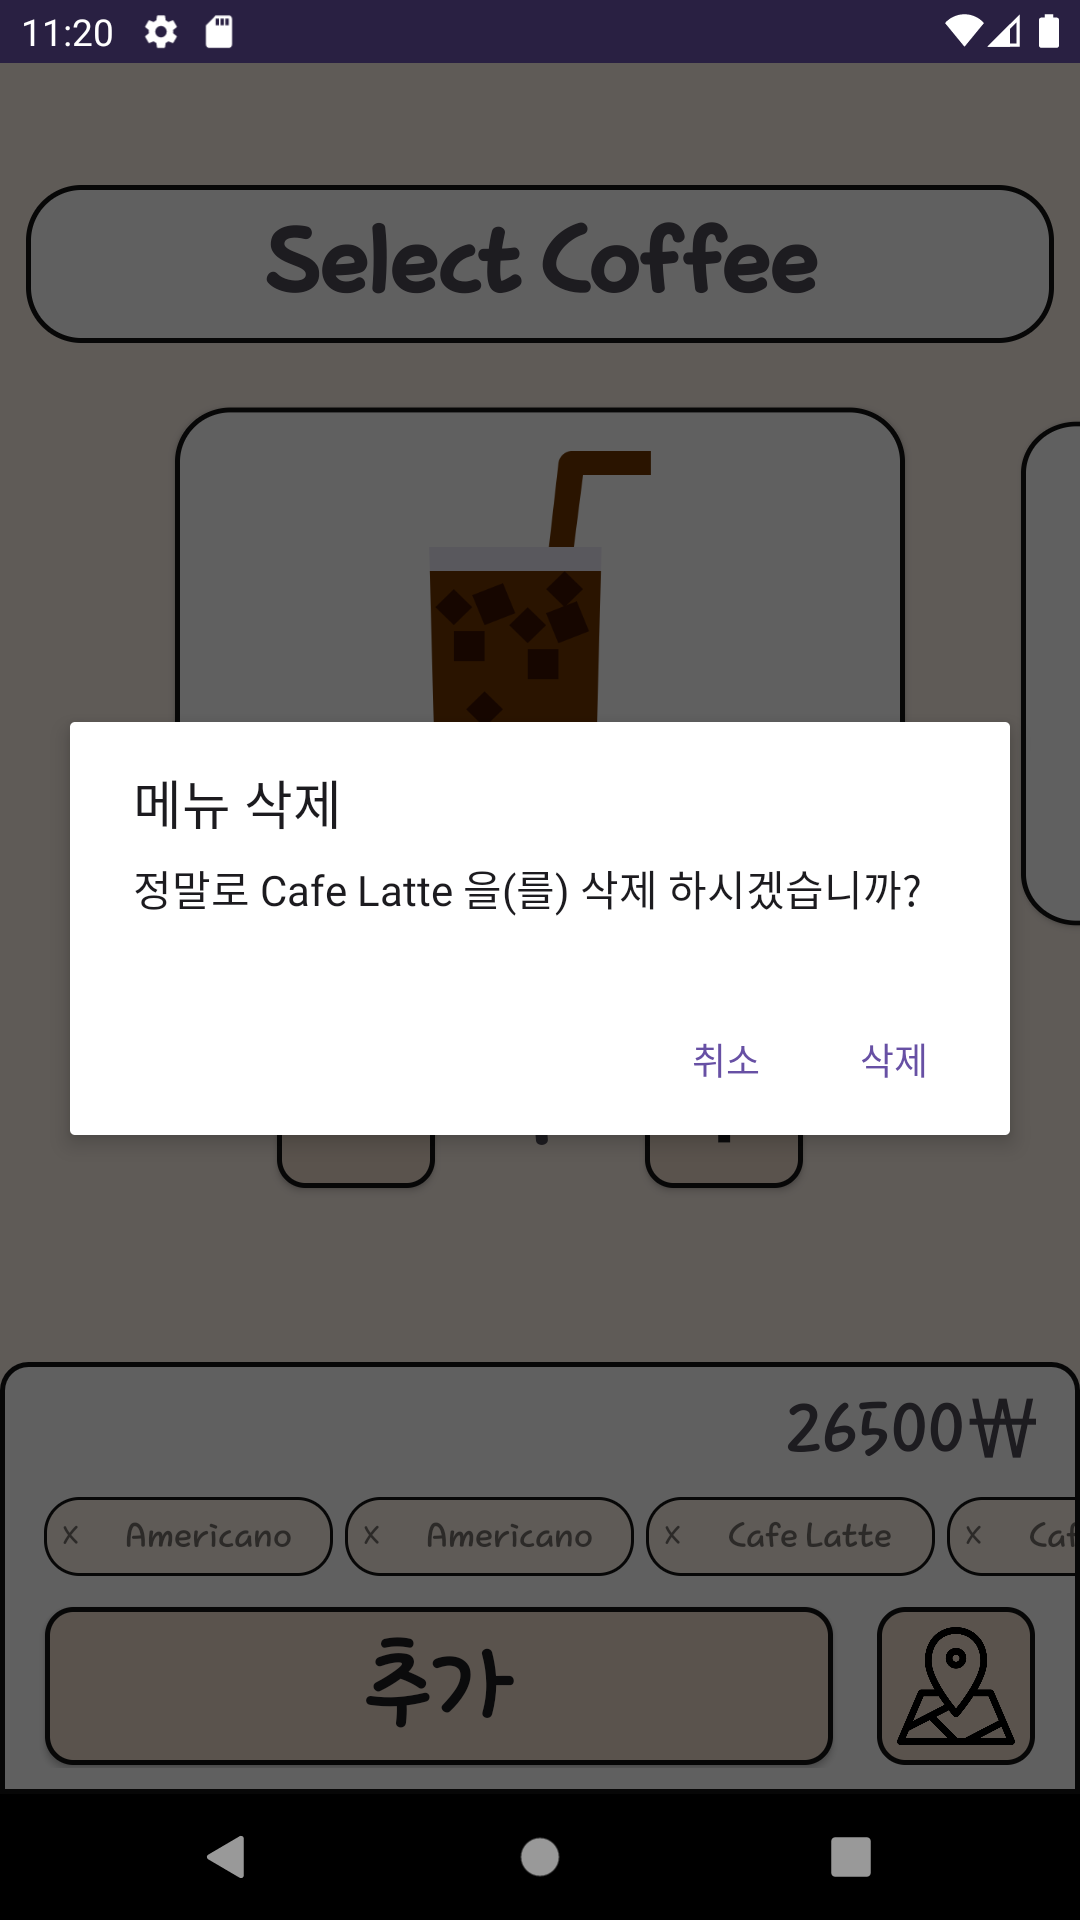 11:20
Select Coffee
메뉴 삭제
정말로 Cafe Latte 을(를) 삭제 하시겠습니까?
취소 삭제
26500₩
x Americano x Americano x Cafe Latte x Caf
추가